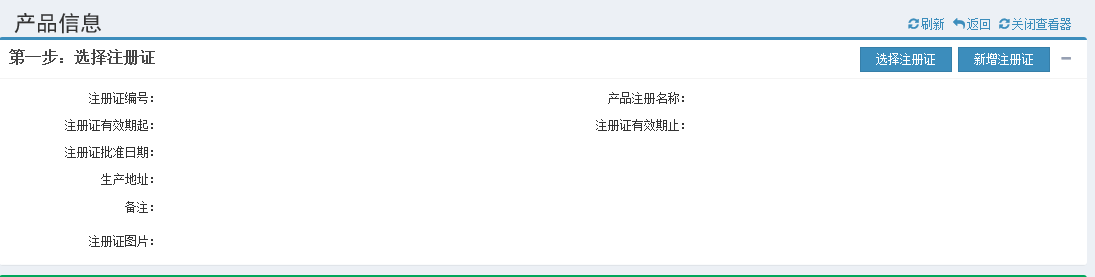 产品信息 刷新 返回 关闭查看器
第一步：选择注册证 选择注册证 新增注册证
注册证编号： 产品注册名称：
注册证有效期起： 注册证有效期止：
注册证批准日期：
生产地址：
备注：
注册证图片：